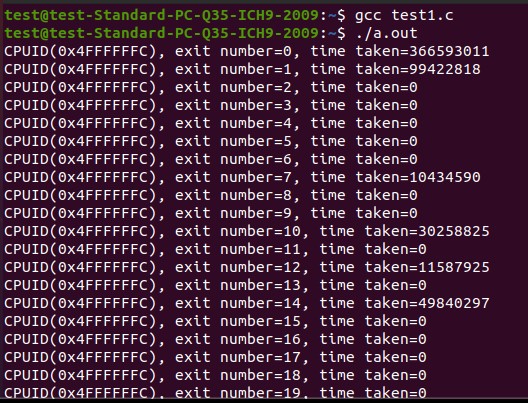 test@test-Standard-PC-Q35-ICH9-2009:~$ gcc test1.c
test@test-Standard-PC-Q35-ICH9-2009:~$ ./a.out
CPUID(0x4FFFFFFC), exit number=0, time taken=366593011
CPUID(0x4FFFFFFC), exit number=1, time taken=99422818
CPUID(0x4FFFFFFC), exit number=2, time taken=0
CPUID(0x4FFFFFFC), exit number=3, time taken=0
CPUID(0x4FFFFFFC), exit number=4, time taken=0
CPUID(0x4FFFFFFC), exit number=5, time taken=0
CPUID(0x4FFFFFFC), exit number=6, time taken=0
CPUID(0x4FFFFFFC), exit number=7, time taken=10434590
CPUID(0x4FFFFFFC), exit number=8, time taken=0
CPUID(0x4FFFFFFC), exit number=9, time taken=0
CPUID(0x4FFFFFFC), exit number=10, time taken=30258825
CPUID(0x4FFFFFFC), exit number=11, time taken=0
CPUID(0x4FFFFFFC), exit number=12, time taken=11587925
CPUID(0x4FFFFFFC), exit number=13, time taken=0
CPUID(0x4FFFFFFC), exit number=14, time taken=49840297
CPUID(0x4FFFFFFC), exit number=15, time taken=0
CPUID(0x4FFFFFFC), exit number=16, time taken=0
CPUID(0x4FFFFFFC), exit number=17, time taken=0
CPUID(0x4FFFFFFC), exit number=18, time taken=0
CPUID(0x4FFFFFFC), exit number=19, time taken=0